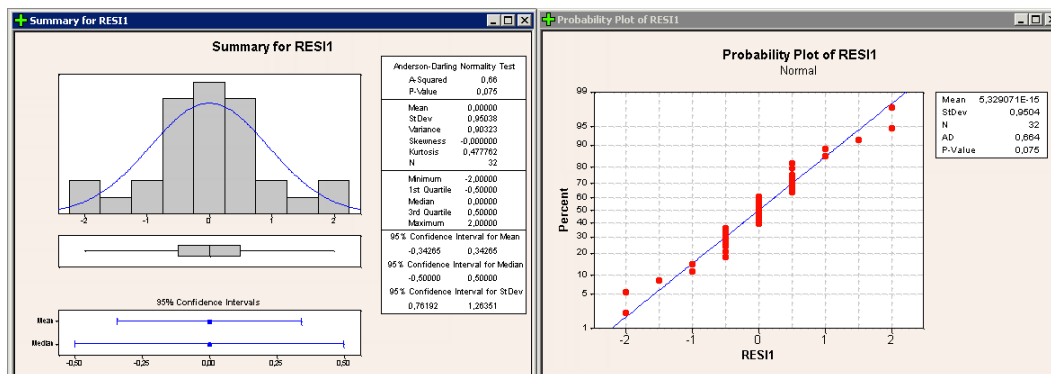 Summary for RESI1
Summary for RESI1
-2 -1 0 1 2
95% Confidence Intervals
Mean
Median
-0,50 -0,25 0,00 0,25 0,50
Anderson-Darling Normality Test
A-Squared 0,66
P-Value 0,075
Mean 0,00000
StDev 0,95038
Variance 0,90323
Skewness -0,000000
Kurtosis 0,477762
N 32
Minimum -2,00000
1st Quartile -0,50000
Median 0,00000
3rd Quartile 0,50000
Maximum 2,00000
95% Confidence Interval for Mean
-0,34265 0,34265
95% Confidence Interval for Median
-0,50000 0,50000
95% Confidence Interval for StDev
0,76192 1,26351
Probability Plot of RESI1
Probability Plot of RESI1
Normal
Percent
99
95
90
80
70
60
50
40
30
20
10
5
1
-2 -1 0 1 2
RESI1
Mean 5,329071E-15
StDev 0,9504
N 32
AD 0,664
P-Value 0,075